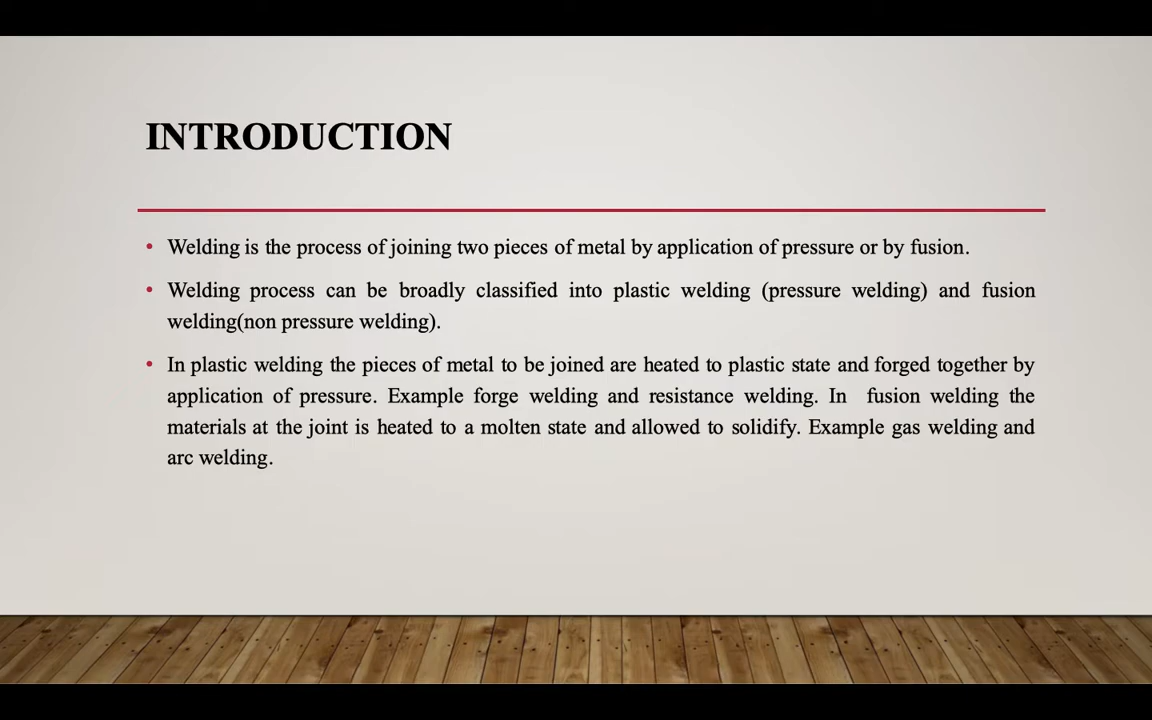 INTRODUCTION
• Welding is the process of joining two pieces of metal by application of pressure or by fusion.
• Welding process can be broadly classified into plastic welding (pressure welding) and fusion
welding(non pressure welding).
• In plastic welding the pieces of metal to be joined are heated to plastic state and forged together by
application of pressure. Example forge welding and resistance welding. In fusion welding the
materials at the joint is heated to a molten state and allowed to solidify. Example gas welding and
arc welding.